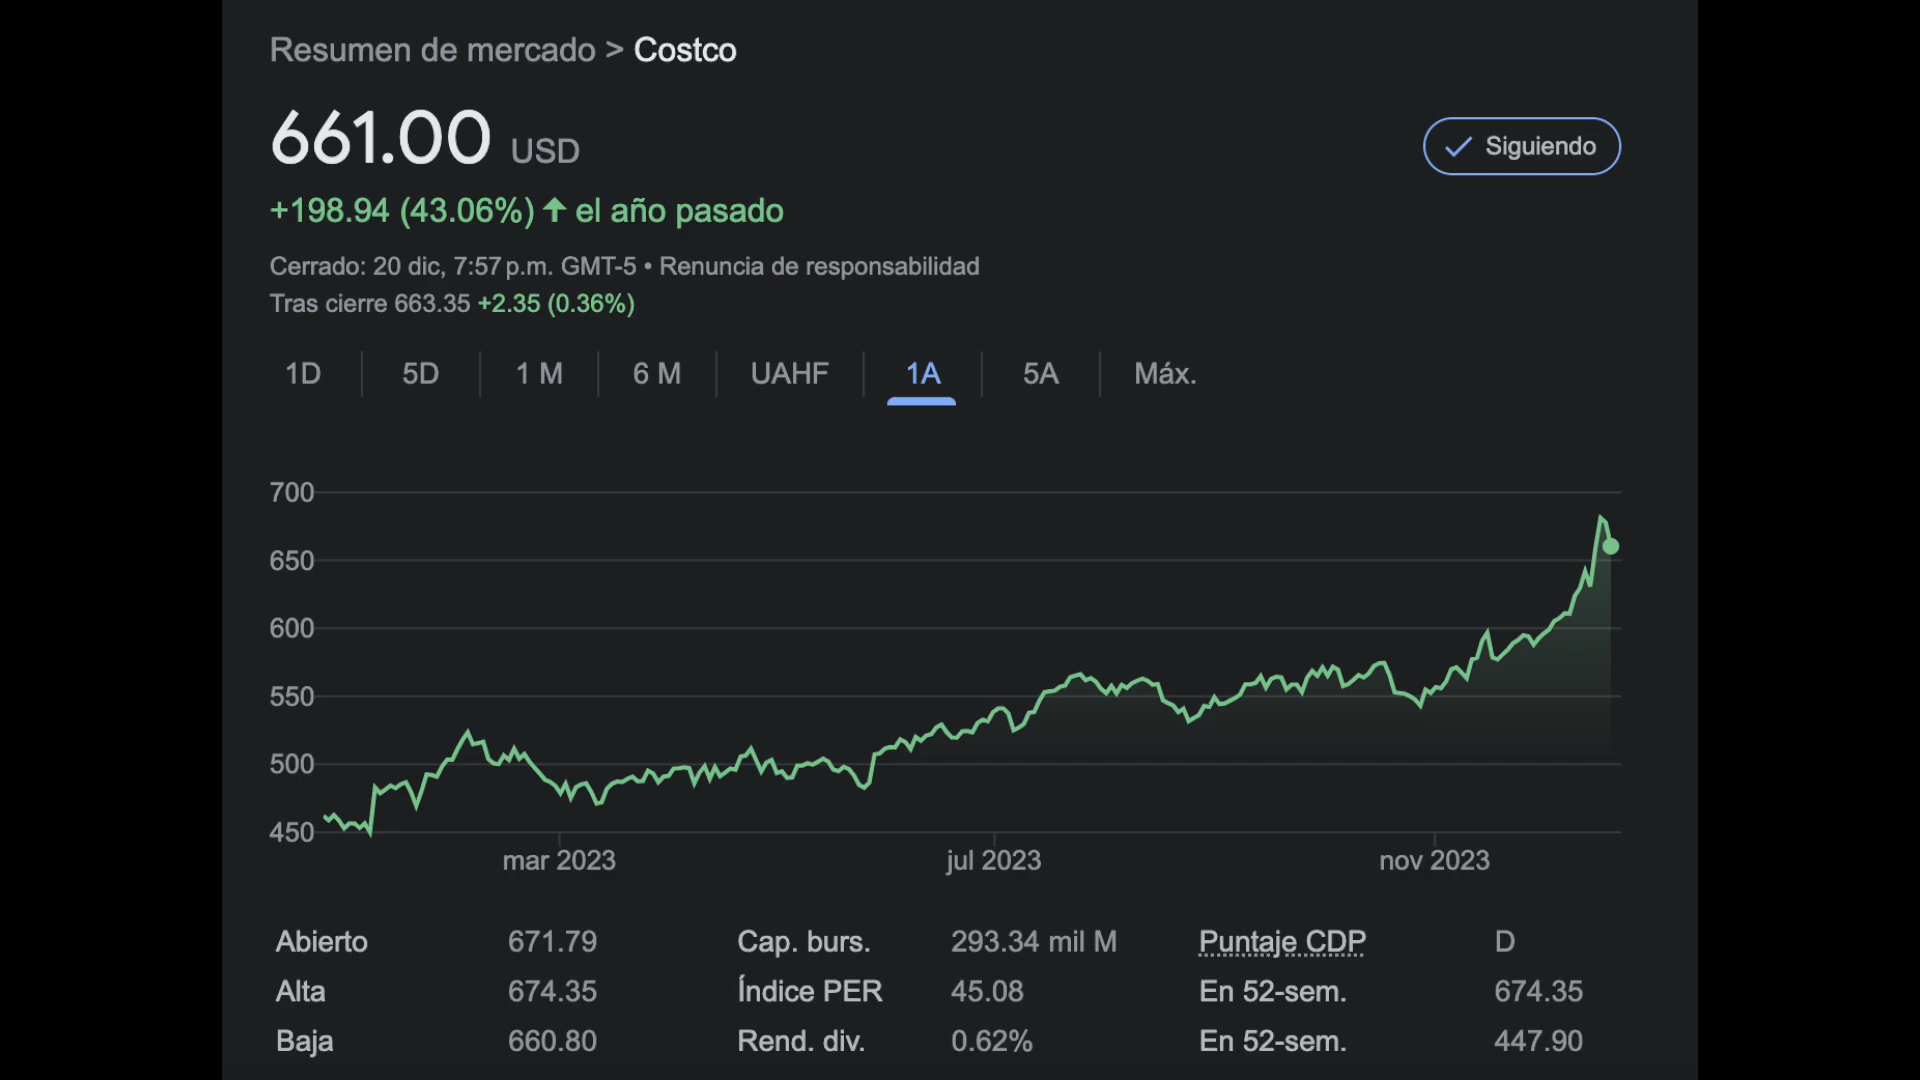 Resumen de mercado > Costco
661.00 USD
✓ Siguiendo
+198.94 (43.06%) ↑ el año pasado
Cerrado: 20 dic, 7:57 p.m. GMT-5 • Renuncia de responsabilidad
Tras cierre 663.35 +2.35 (0.36%)
1D 5D 1 M 6 M UAHF 1A 5A Máx.
700
650
600
550
500
450
mar 2023 jul 2023 nov 2023
Abierto 671.79 Cap. burs. 293.34 mil M Puntaje CDP D
Alta 674.35 Índice PER 45.08 En 52-sem. 674.35
Baja 660.80 Rend. div. 0.62% En 52-sem. 447.90